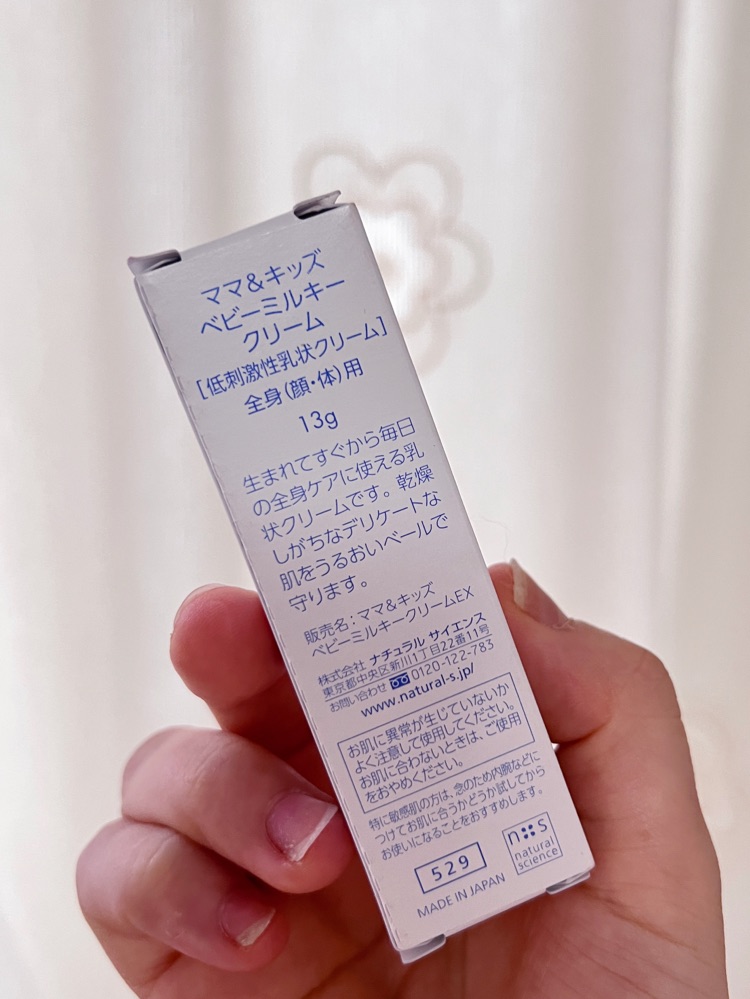 ママ&キッズ
ベビーミルキー
クリーム
[低刺激性乳状クリーム]
全身(顔・体)用
13g
生まれてすぐから毎日
の全身ケアに使える乳
状クリームです。乾燥
しがちなデリケートな
肌をうるおいベールで
守ります。
販売名:ママ&キッズ
ベビーミルキークリームEX
株式会社 ナチュラル サイエンス
東京都中央区新川1丁目22番11号
お問い合わせ 0120-122-783
www.natural-s.jp/
お肌に異常が生じていないか
よく注意して使用してください。
お肌に合わないときは、ご使用
をおやめください。
特に敏感肌の方は、念のため内腕などに
つけてお肌に合うかどうか試してから
お使いになることをおすすめします。
529
n s
natural
science
MADE IN JAPAN